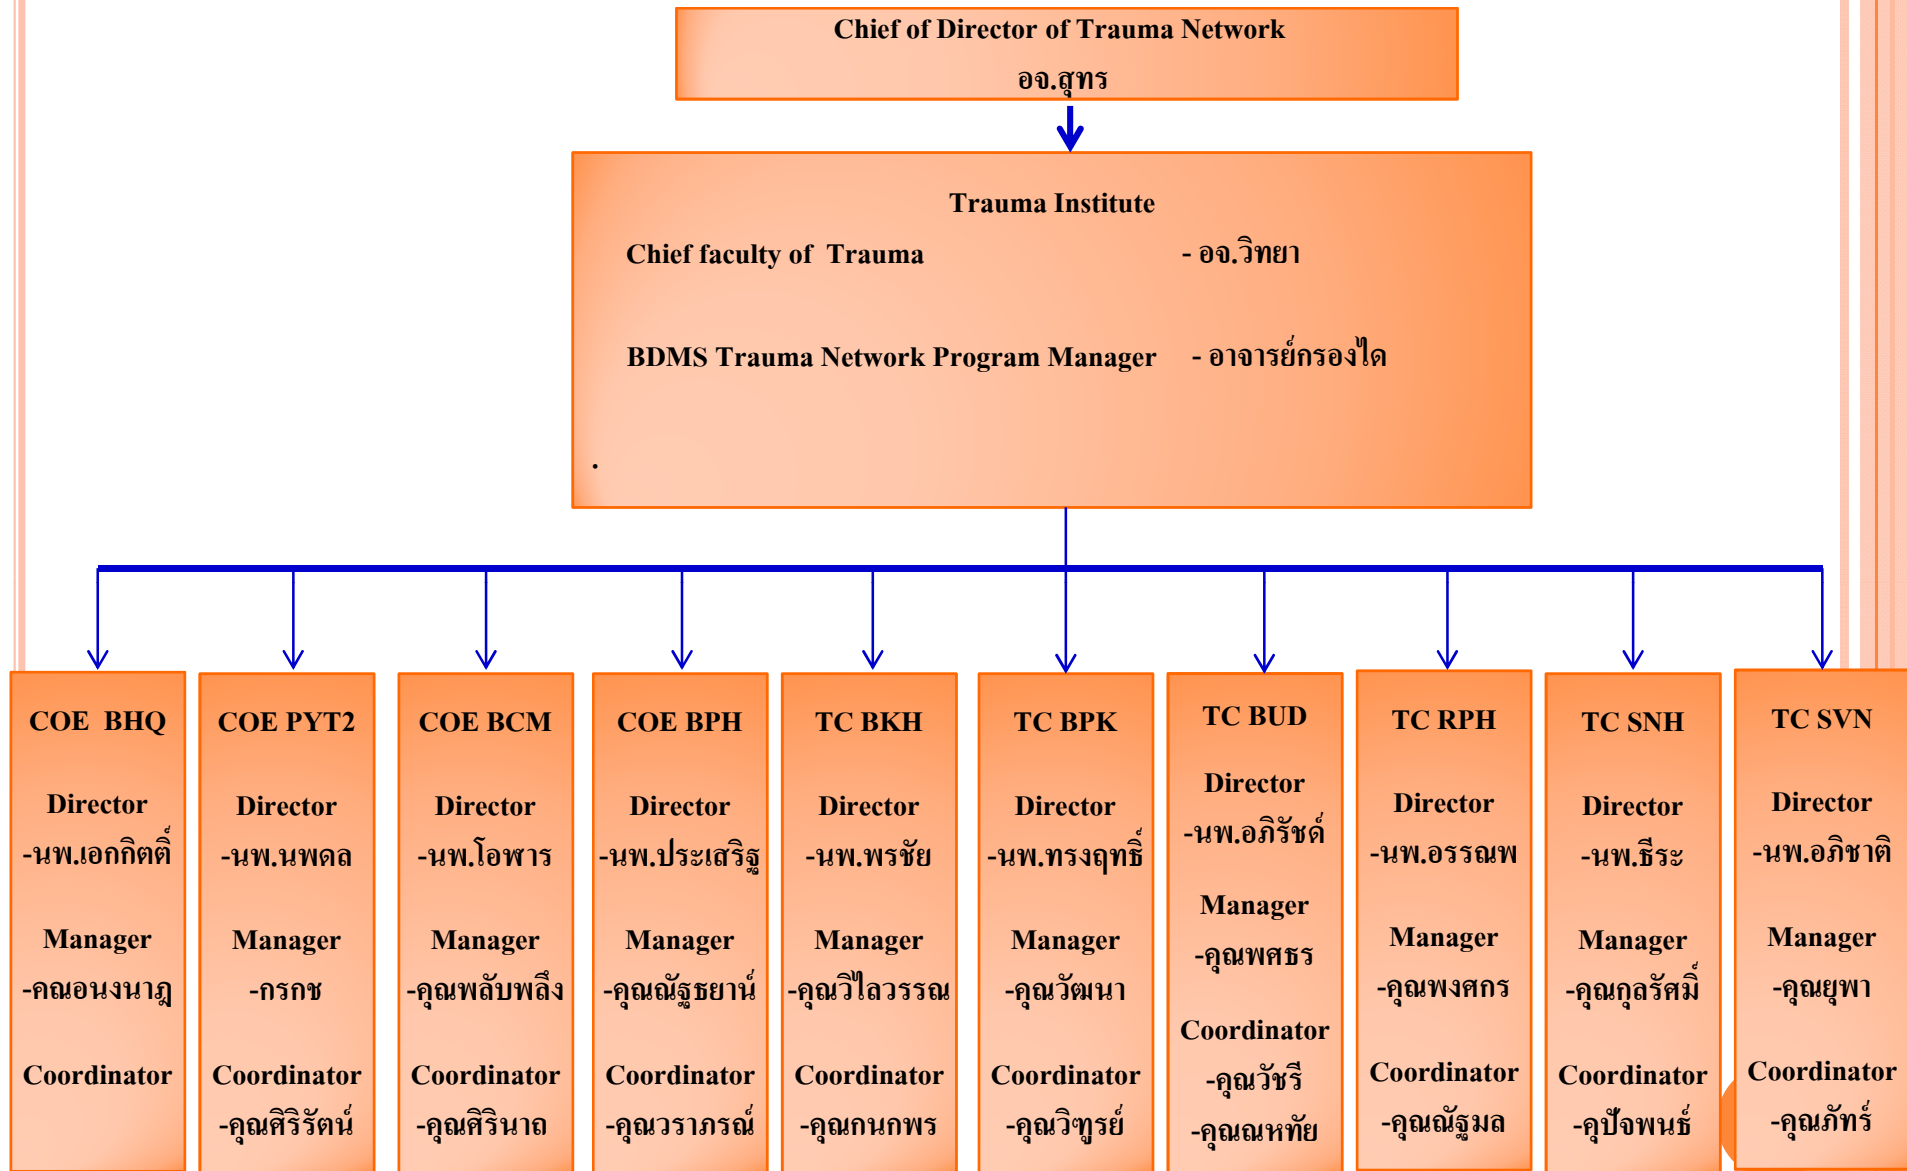 Chief of Director of Trauma Network
อจ.สุทร
Trauma Institute
Chief faculty of Trauma - อจ.วิทยา
BDMS Trauma Network Program Manager - อาจารย์กรองได
.
COE BHQ
Director
-นพ.เอกกิตติ์
Manager
-คณอนงนาฎ
Coordinator
COE PYT2
Director
-นพ.นพดล
Manager
-กรกช
Coordinator
-คุณศิริรัตน์
COE BCM
Director
-นพ.โอฬาร
Manager
-คุณพลับพลึง
Coordinator
-คุณศิรินาถ
COE BPH
Director
-นพ.ประเสริฐ
Manager
-คุณณัฐธยาน์
Coordinator
-คุณวราภรณ์
TC BKH
Director
-นพ.พรชัย
Manager
-คุณวิไลวรรณ
Coordinator
-คุณกนกพร
TC BPK
Director
-นพ.ทรงฤทธิ์
Manager
-คุณวัฒนา
Coordinator
-คุณวิฑูรย์
TC BUD
Director
-นพ.อภิรัชด์
Manager
-คุณพศธร
Coordinator
-คุณวัชรี
-คุณณหทัย
TC RPH
Director
-นพ.อรรณพ
Manager
-คุณพงศกร
Coordinator
-คุณณัฐมล
TC SNH
Director
-นพ.ธีระ
Manager
-คุณกุลรัศมิ์
Coordinator
-คุปัจพนธ์
TC SVN
Director
-นพ.อภิชาติ
Manager
-คุณยุพา
Coordinator
-คุณภัทร์